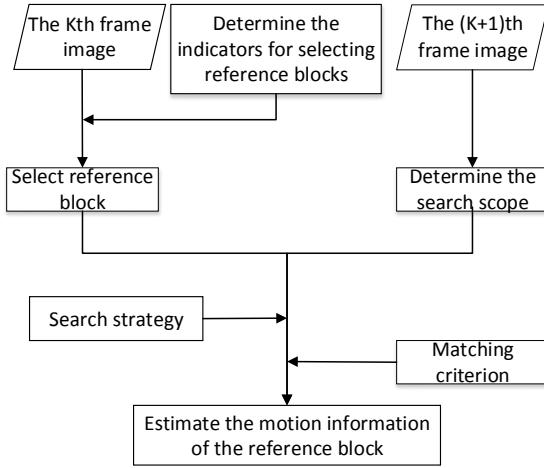 The Kth frame
image
Determine the
indicators for selecting
reference blocks
The (K+1)th
frame image
Select reference
block
Determine the
search scope
Search strategy
Matching
criterion
Estimate the motion information
of the reference block